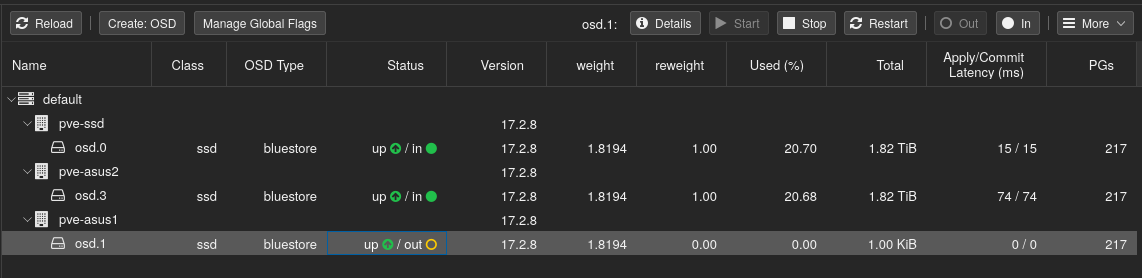 Reload Create: OSD Manage Global Flags osd.1: Details Start Stop Restart Out In More
Name Class OSD Type Status Version weight reweight Used (%) Total Apply/Commit Latency (ms) PGs
default
pve-ssd 17.2.8
osd.0 ssd bluestore up / in 17.2.8 1.8194 1.00 20.70 1.82 TiB 15 / 15 217
pve-asus2 17.2.8
osd.3 ssd bluestore up / in 17.2.8 1.8194 1.00 20.68 1.82 TiB 74 / 74 217
pve-asus1 17.2.8
osd.1 ssd bluestore up / out 17.2.8 1.8194 0.00 0.00 1.00 KiB 0 / 0 217